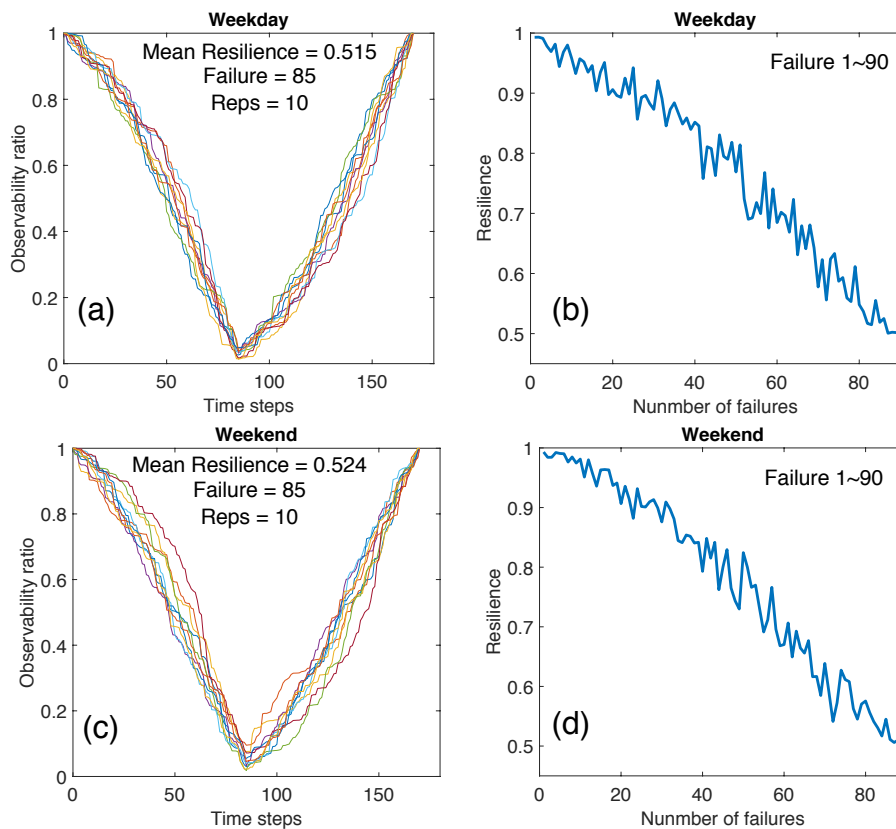 Weekday
Mean Resilience = 0.515
Failure = 85
Reps = 10
1
0.8
0.6
0.4
0.2
0
Observability ratio
(a)
0
50
100
150
Time steps
Weekday
Failure 1~90
1
0.9
0.8
0.7
0.6
0.5
Resilience
(b)
0
20
40
60
80
Nunmber of failures
Weekend
Mean Resilience = 0.524
Failure = 85
Reps = 10
1
0.8
0.6
0.4
0.2
0
Observability ratio
(c)
0
50
100
150
Time steps
Weekend
Failure 1~90
1
0.9
0.8
0.7
0.6
0.5
Resilience
(d)
0
20
40
60
80
Nunmber of failures